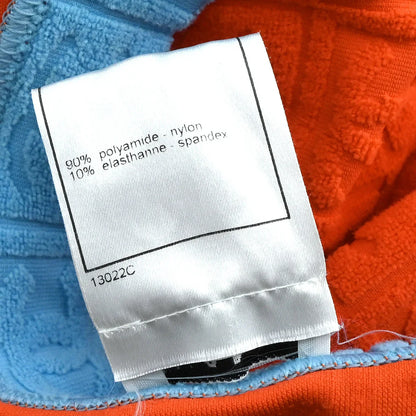 90% polyamide - nylon
10% elasthanne - spandex
13022C